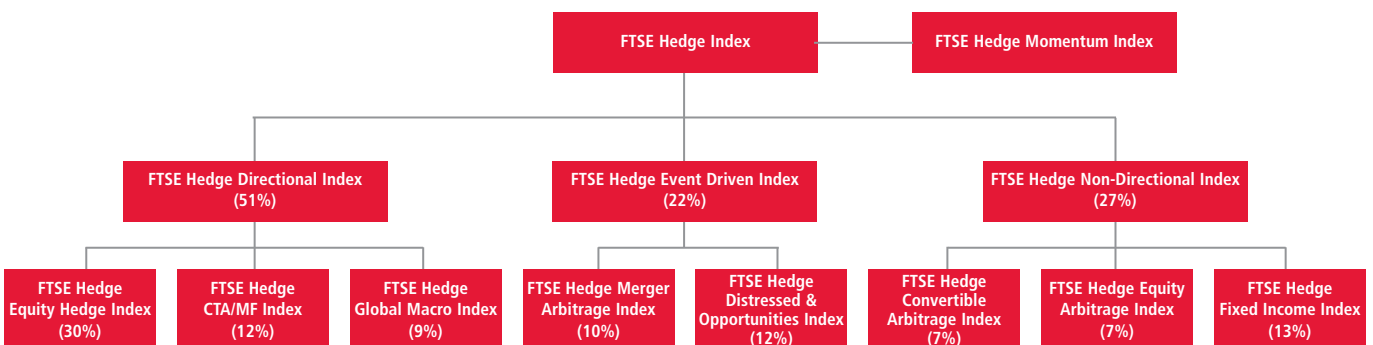 FTSE Hedge Index
FTSE Hedge Momentum Index
FTSE Hedge Directional Index
(51%)
FTSE Hedge Event Driven Index
(22%)
FTSE Hedge Non-Directional Index
(27%)
FTSE Hedge
Equity Hedge Index
(30%)
FTSE Hedge
CTA/MF Index
(12%)
FTSE Hedge
Global Macro Index
(9%)
FTSE Hedge Merger
Arbitrage Index
(10%)
FTSE Hedge
Distressed &
Opportunities Index
(12%)
FTSE Hedge
Convertible
Arbitrage Index
(7%)
FTSE Hedge Equity
Arbitrage Index
(7%)
FTSE Hedge
Fixed Income Index
(13%)